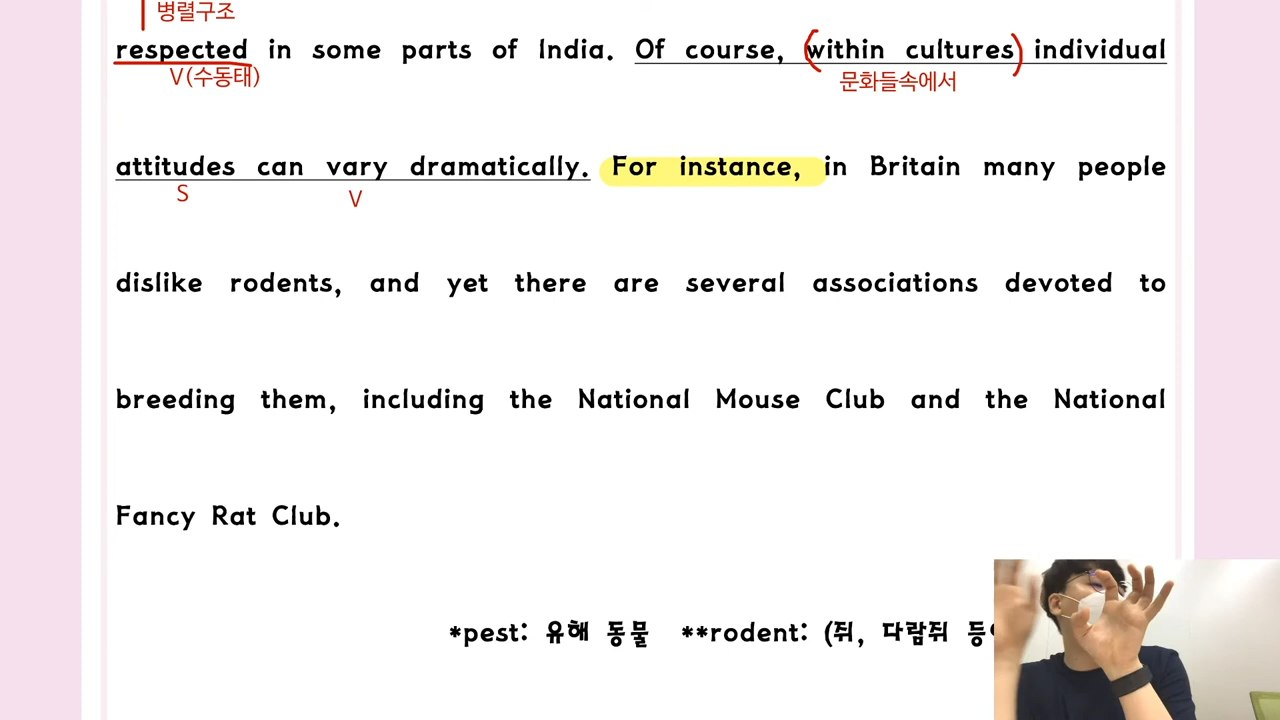 병렬구조
respected in some parts of India. Of course, (within cultures) individual
V(수동태)
문화들속에서
attitudes can vary dramatically. For instance, in Britain many people
S
V
dislike rodents, and yet there are several associations devoted to
breeding them, including the National Mouse Club and the National
Fancy Rat Club.
*pest: 유해 동물 **rodent: (쥐, 다람쥐